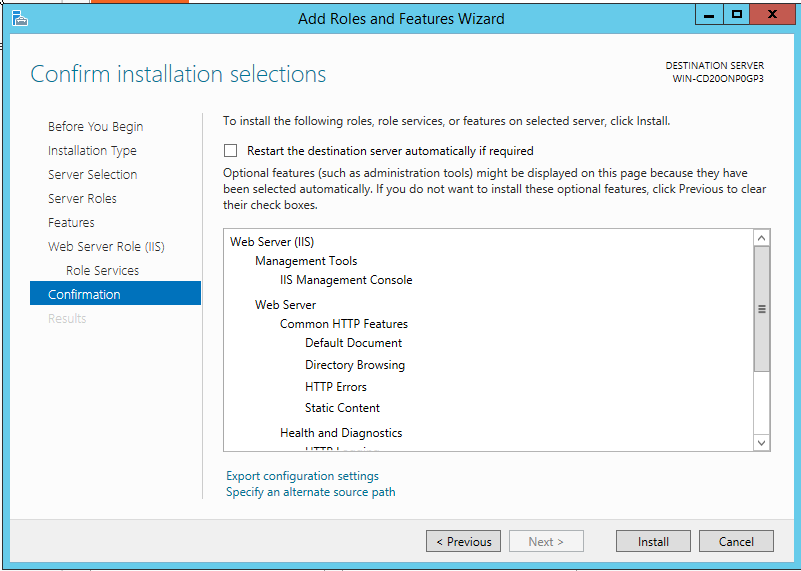 Add Roles and Features Wizard
Confirm installation selections
DESTINATION SERVER
WIN-CD20ONP0GP3
Before You Begin
Installation Type
Server Selection
Server Roles
Features
Web Server Role (IIS)
Role Services
Confirmation
Results
To install the following roles, role services, or features on selected server, click Install.
Restart the destination server automatically if required
Optional features (such as administration tools) might be displayed on this page because they have
been selected automatically. If you do not want to install these optional features, click Previous to clear
their check boxes.
Web Server (IIS)
Management Tools
IIS Management Console
Web Server
Common HTTP Features
Default Document
Directory Browsing
HTTP Errors
Static Content
Health and Diagnostics
Export configuration settings
Specify an alternate source path
< Previous
Next >
Install
Cancel